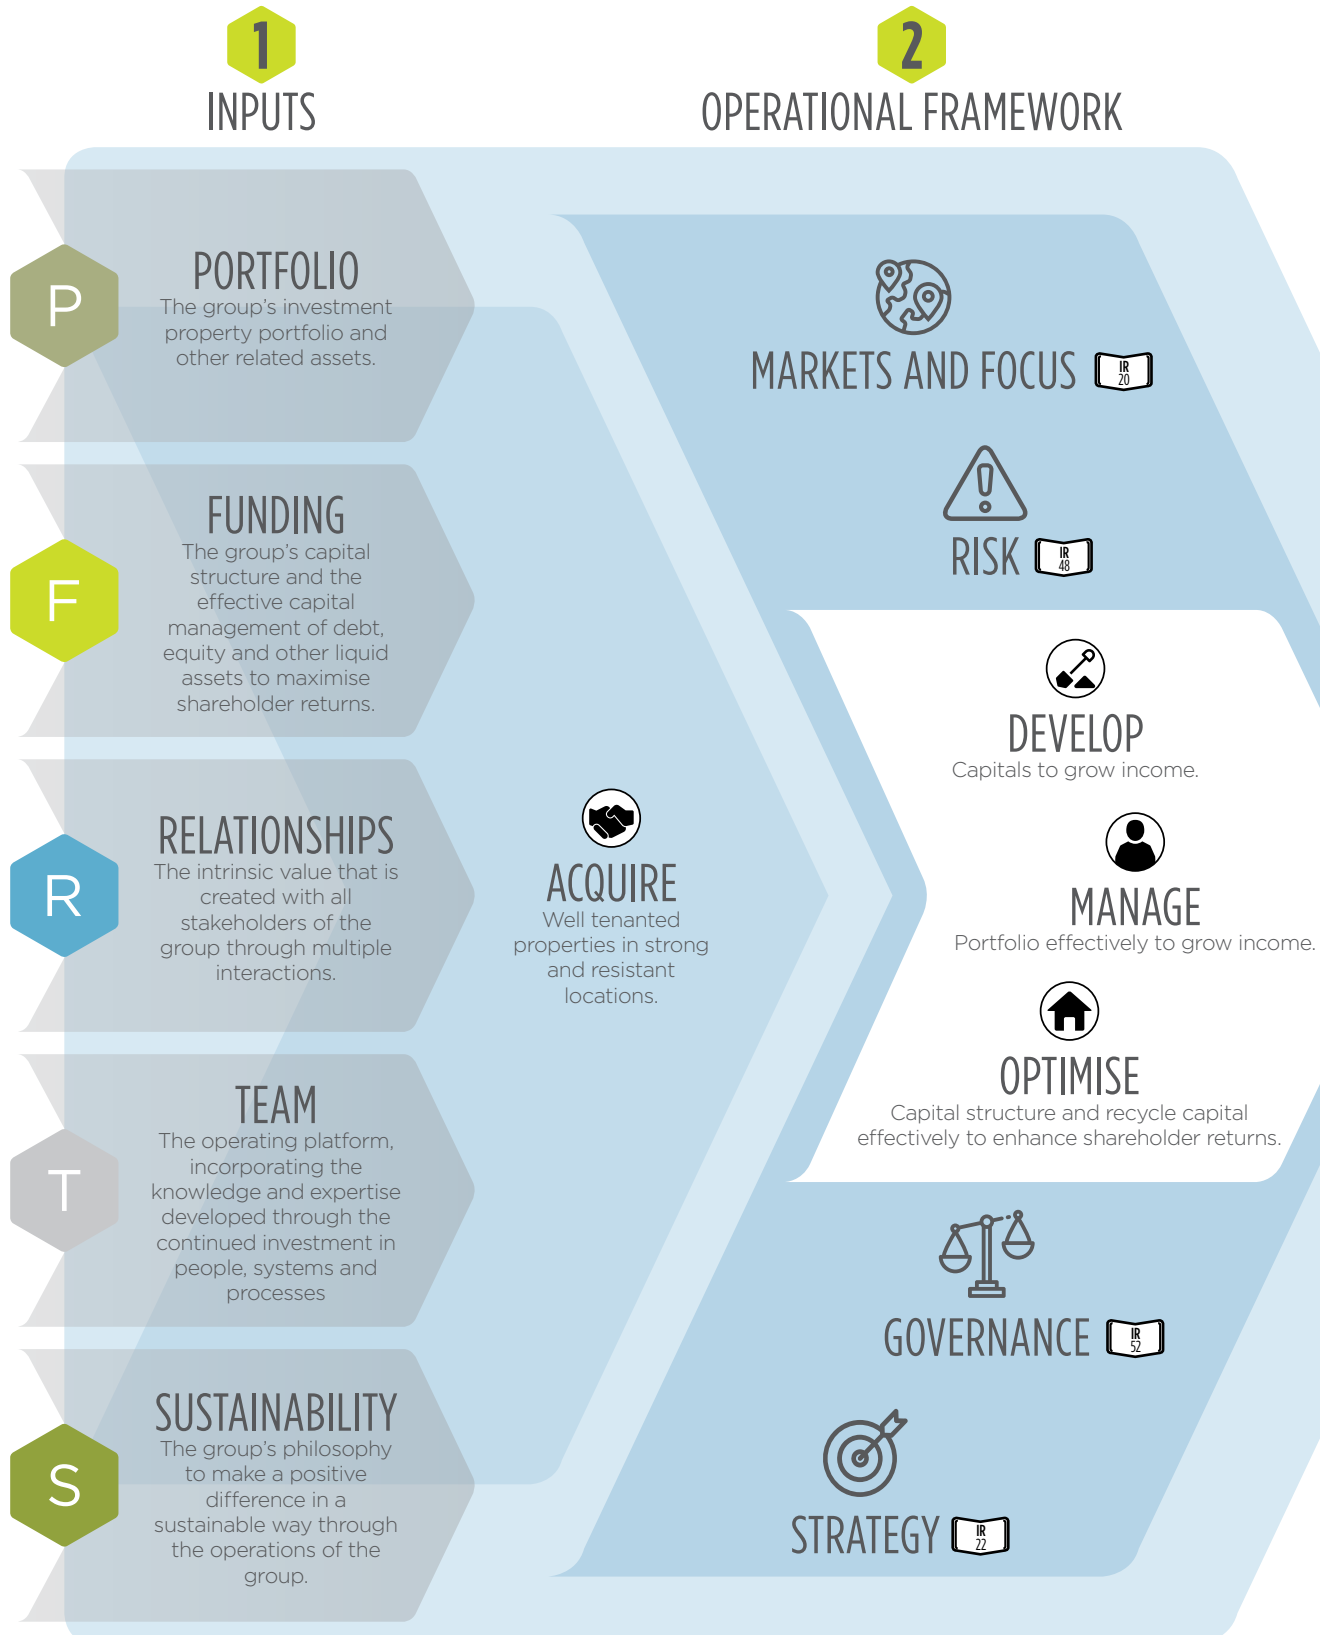 1
INPUTS
P
PORTFOLIO
The group’s investment
property portfolio and
other related assets.
F
FUNDING
The group’s capital
structure and the
effective capital
management of debt,
equity and other liquid
assets to maximise
shareholder returns.
R
RELATIONSHIPS
The intrinsic value that is
created with all
stakeholders of the
group through multiple
interactions.
T
TEAM
The operating platform,
incorporating the
knowledge and expertise
developed through the
continued investment in
people, systems and
processes
S
SUSTAINABILITY
The group’s philosophy
to make a positive
difference in a
sustainable way through
the operations of the
group.
ACQUIRE
Well tenanted
properties in strong
and resistant
locations.
2
OPERATIONAL FRAMEWORK
MARKETS AND FOCUS
IR
20
RISK
IR
48
DEVELOP
Capitals to grow income.
MANAGE
Portfolio effectively to grow income.
OPTIMISE
Capital structure and recycle capital
effectively to enhance shareholder returns.
GOVERNANCE
IR
52
STRATEGY
IR
22